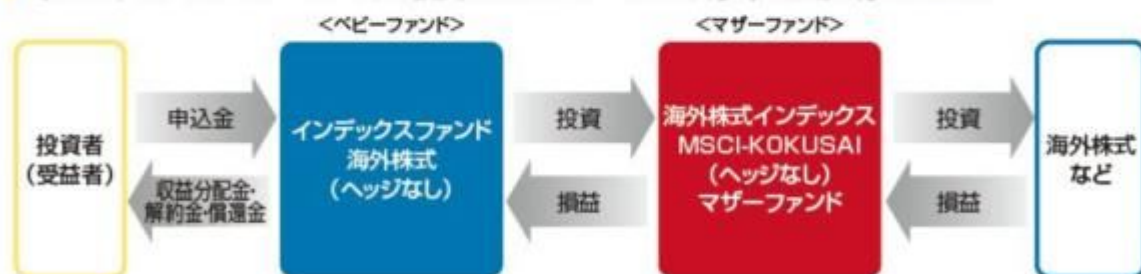 <ベビーファンド>
<マザーファンド>
投資者
(受益者)
申込金
収益分配金・
解約金・償還金
インデックスファンド
海外株式
(ヘッジなし)
投資
損益
海外株式インデックス
MSCI-KOKUSAI
(ヘッジなし)
マザーファンド
投資
損益
海外株式
など